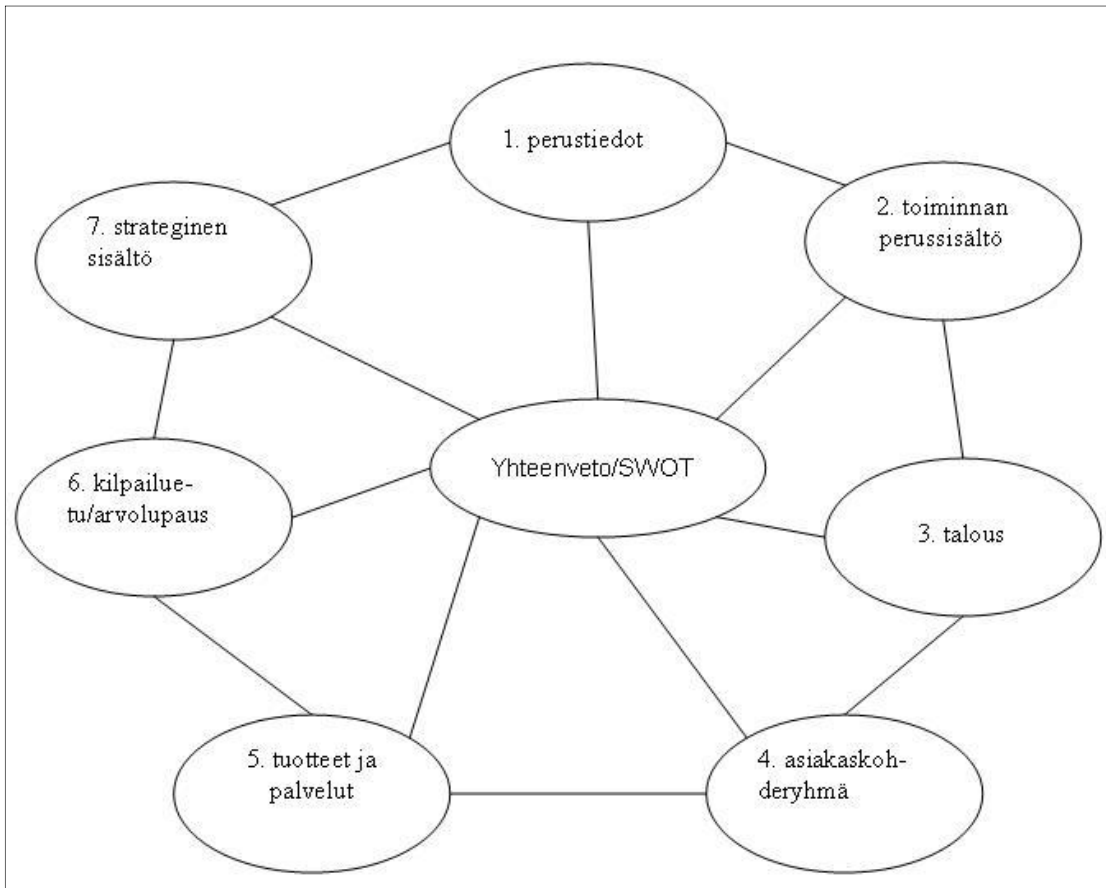 1. perustiedot
2. toiminnan
perussisältö
3. talous
4. asiakaskoh-
deryhmä
5. tuotteet ja
palvelut
6. kilpailue-
tu/arvolupaus
7. strateginen
sisältö
Yhteenveto/SWOT